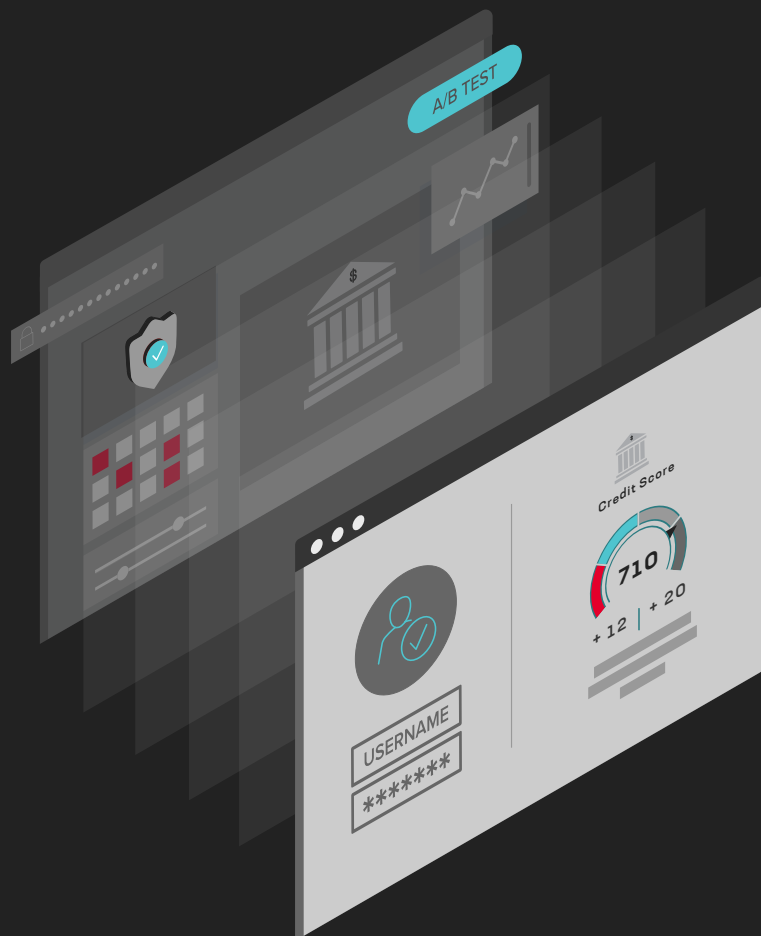 A/B TEST
$
Credit Score
710
+ 12 | + 20
USERNAME
*******